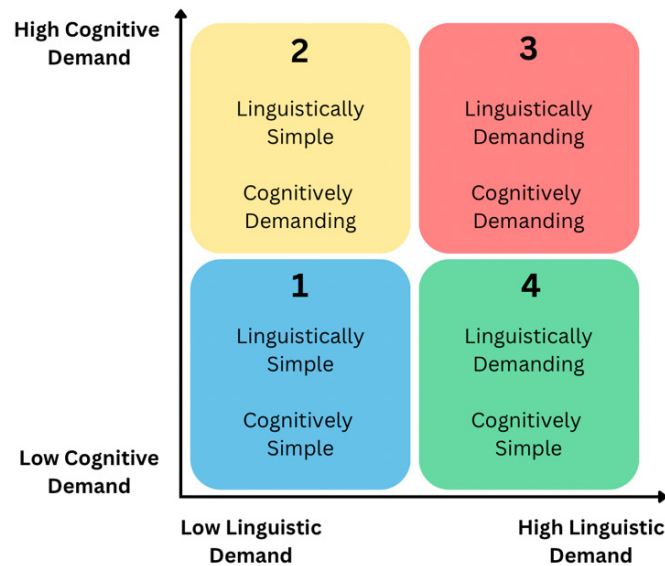 High Cognitive
Demand
2
Linguistically
Simple
Cognitively
Demanding
3
Linguistically
Demanding
Cognitively
Demanding
1
Linguistically
Simple
Cognitively
Simple
4
Linguistically
Demanding
Cognitively
Simple
Low Cognitive
Demand
Low Linguistic
Demand
High Linguistic
Demand